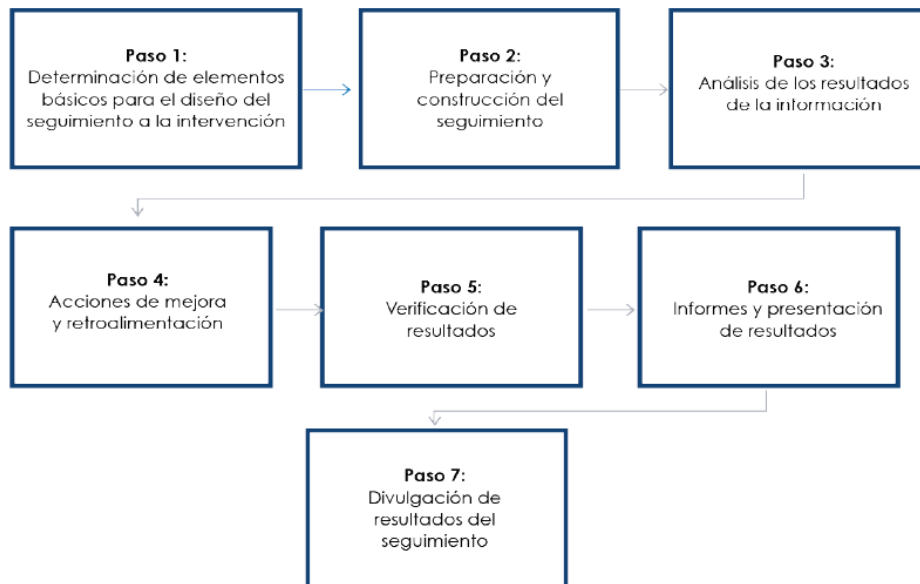 Paso 1:
Determinación de elementos
básicos para el diseño del
seguimiento a la intervención
Paso 2:
Preparación y
construcción del
seguimiento
Paso 3:
Análisis de los resultados
de la información
Paso 4:
Acciones de mejora
y retroalimentación
Paso 5:
Verificación de
resultados
Paso 6:
Informes y presentación
de resultados
Paso 7:
Divulgación de
resultados del
seguimiento